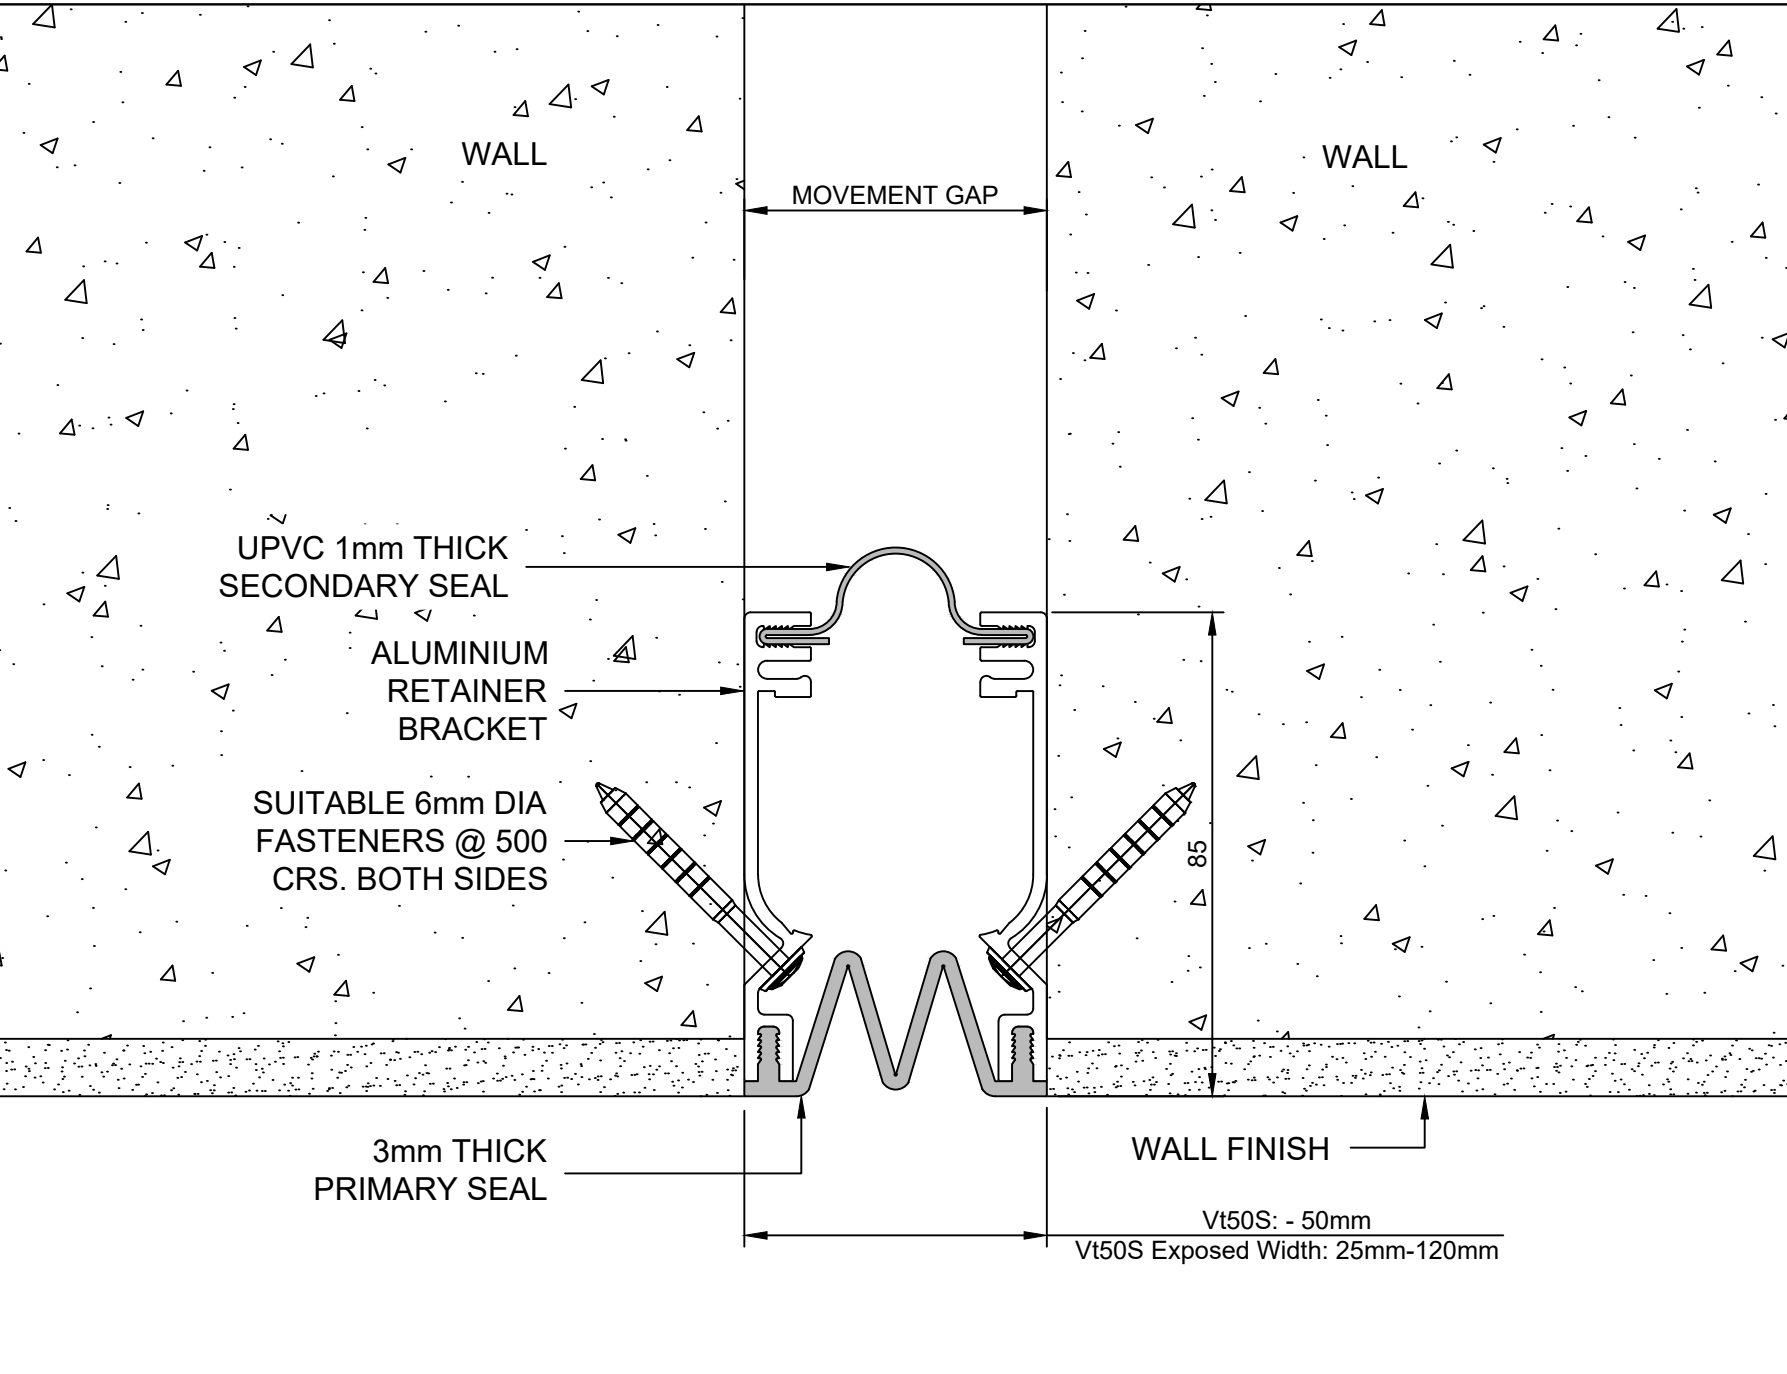 WALL
WALL
MOVEMENT GAP
UPVC 1mm THICK
SECONDARY SEAL
ALUMINIUM
RETAINER
BRACKET
SUITABLE 6mm DIA
FASTENERS @ 500
CRS. BOTH SIDES
85
3mm THICK
PRIMARY SEAL
WALL FINISH
Vt50S: - 50mm
Vt50S Exposed Width: 25mm-120mm